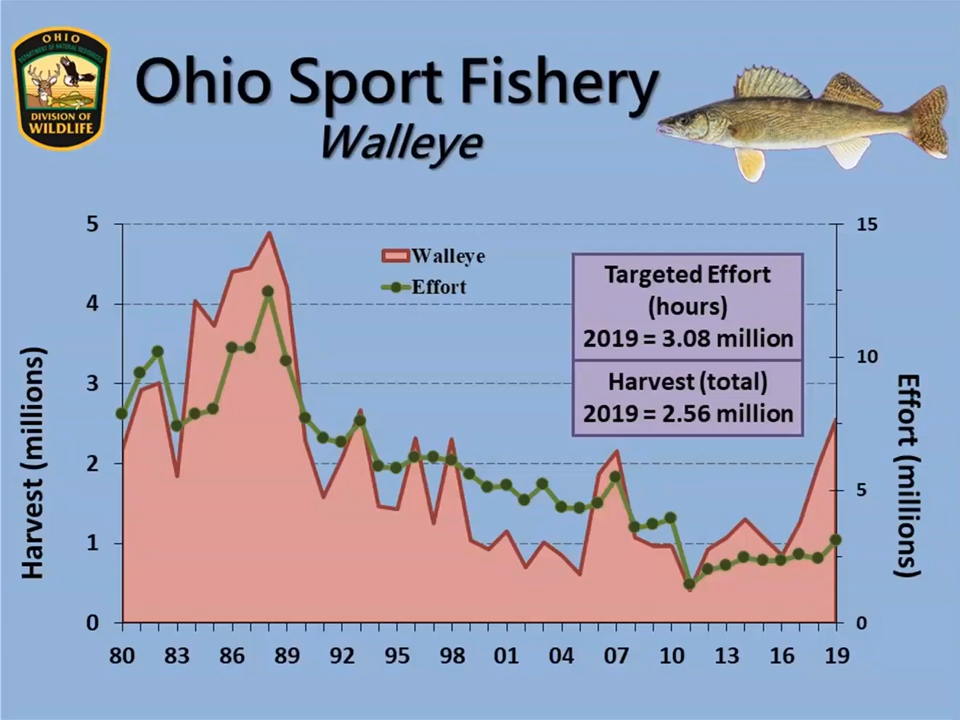 OHIO
DEPARTMENT OF NATURAL RESOURCES
DIVISION OF
WILDLIFE
Ohio Sport Fishery
Walleye
Harvest (millions)
5
4
3
2
1
0
Walleye
Effort
Targeted Effort
(hours)
2019 = 3.08 million
Harvest (total)
2019 = 2.56 million
15
10
5
0
Effort (millions)
80 83 86 89 92 95 98 01 04 07 10 13 16 19